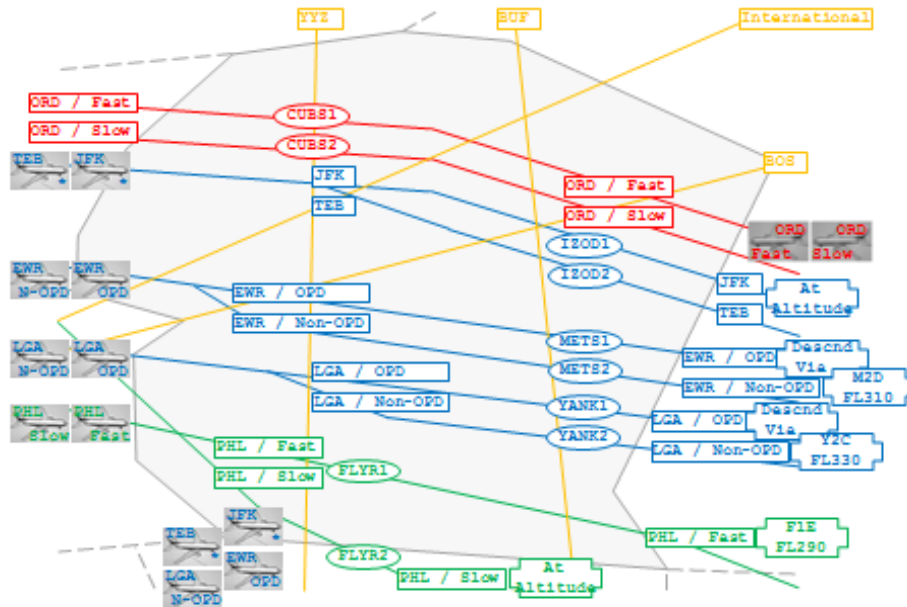 YYZ
BUF
International
ORD / Fast
CUBS1
ORD / Slow
CUBS2
TEB
JFK
JFK
BOS
ORD / Fast
TEB
ORD / Slow
ORD
Fast
ORD
Slow
IZOD1
EWR
N-OPD
EWR
OPD
IZOD2
JFK
At
Altitude
EWR / OPD
TEB
EWR / Non-OPD
METS1
LGA
N-OPD
LGA
OPD
EWR / OPD
Descnd
Via
LGA / OPD
METS2
EWR / Non-OPD
M2D
FL310
LGA / Non-OPD
YANK1
PHL
Slow
PHL
Fast
LGA / OPD
Descnd
Via
YANK2
PHL / Fast
LGA / Non-OPD
Y2C
FL330
FLYR1
PHL / Slow
JFK
TEB
PHL / Fast
F1E
FL290
FLYR2
EWR
OPD
LGA
N-OPD
PHL / Slow
At
Altitude